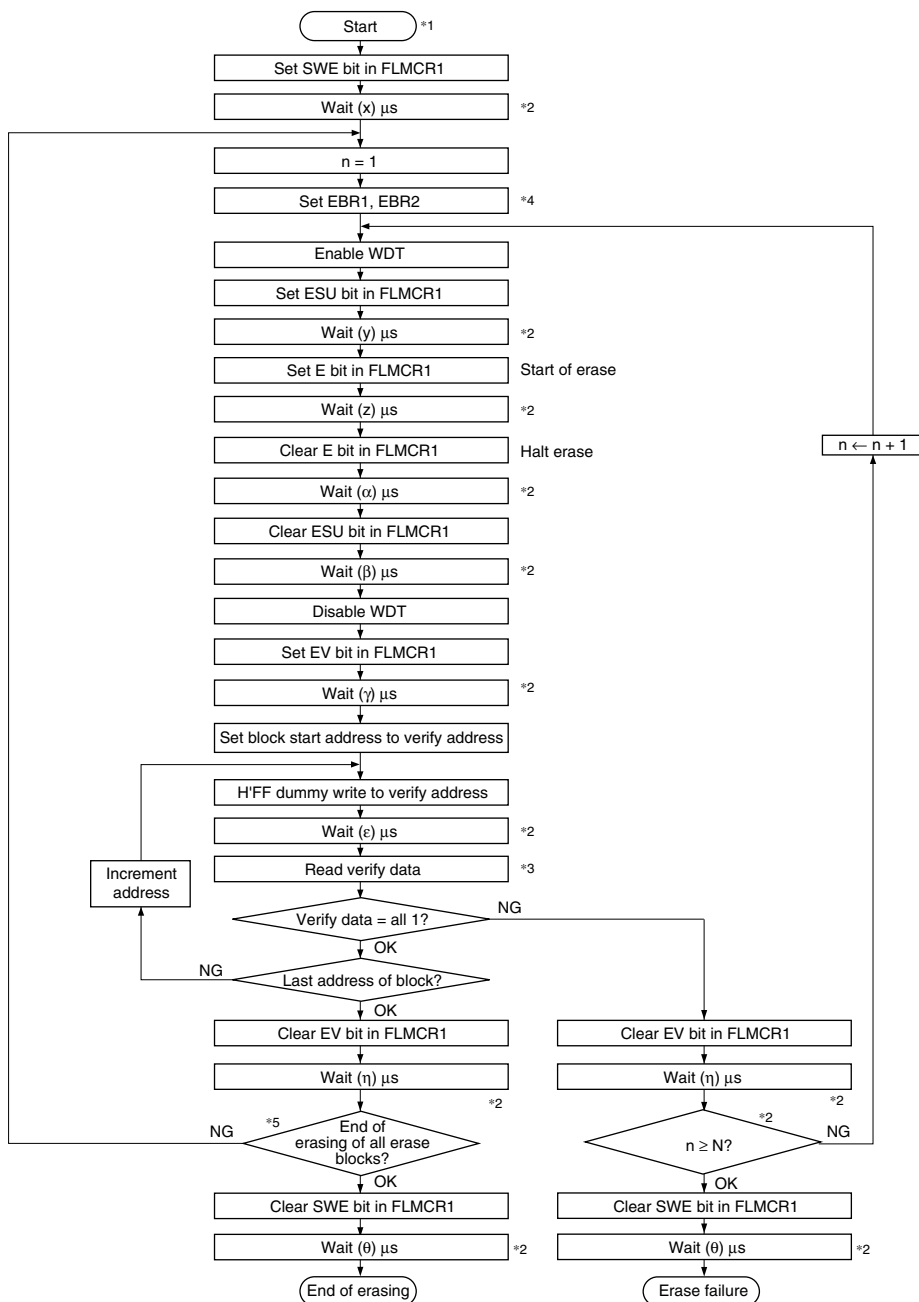 Start
*1
Set SWE bit in FLMCR1
Wait (x) μs
*2
n = 1
Set EBR1, EBR2
*4
Enable WDT
Set ESU bit in FLMCR1
Wait (y) μs
*2
Set E bit in FLMCR1
Start of erase
Wait (z) μs
*2
Clear E bit in FLMCR1
Halt erase
n ← n + 1
Wait (α) μs
*2
Clear ESU bit in FLMCR1
Wait (β) μs
*2
Disable WDT
Set EV bit in FLMCR1
Wait (γ) μs
*2
Set block start address to verify address
H'FF dummy write to verify address
Wait (ε) μs
*2
Increment
address
Read verify data
*3
Verify data = all 1?
NG
OK
NG
Last address of block?
OK
Clear EV bit in FLMCR1
Wait (η) μs
*2
NG
*5
End of
erasing of all erase
blocks?
OK
Clear SWE bit in FLMCR1
Wait (θ) μs
*2
End of erasing
Clear EV bit in FLMCR1
Wait (η) μs
*2
*2
n ≥ N?
NG
OK
Clear SWE bit in FLMCR1
Wait (θ) μs
*2
Erase failure